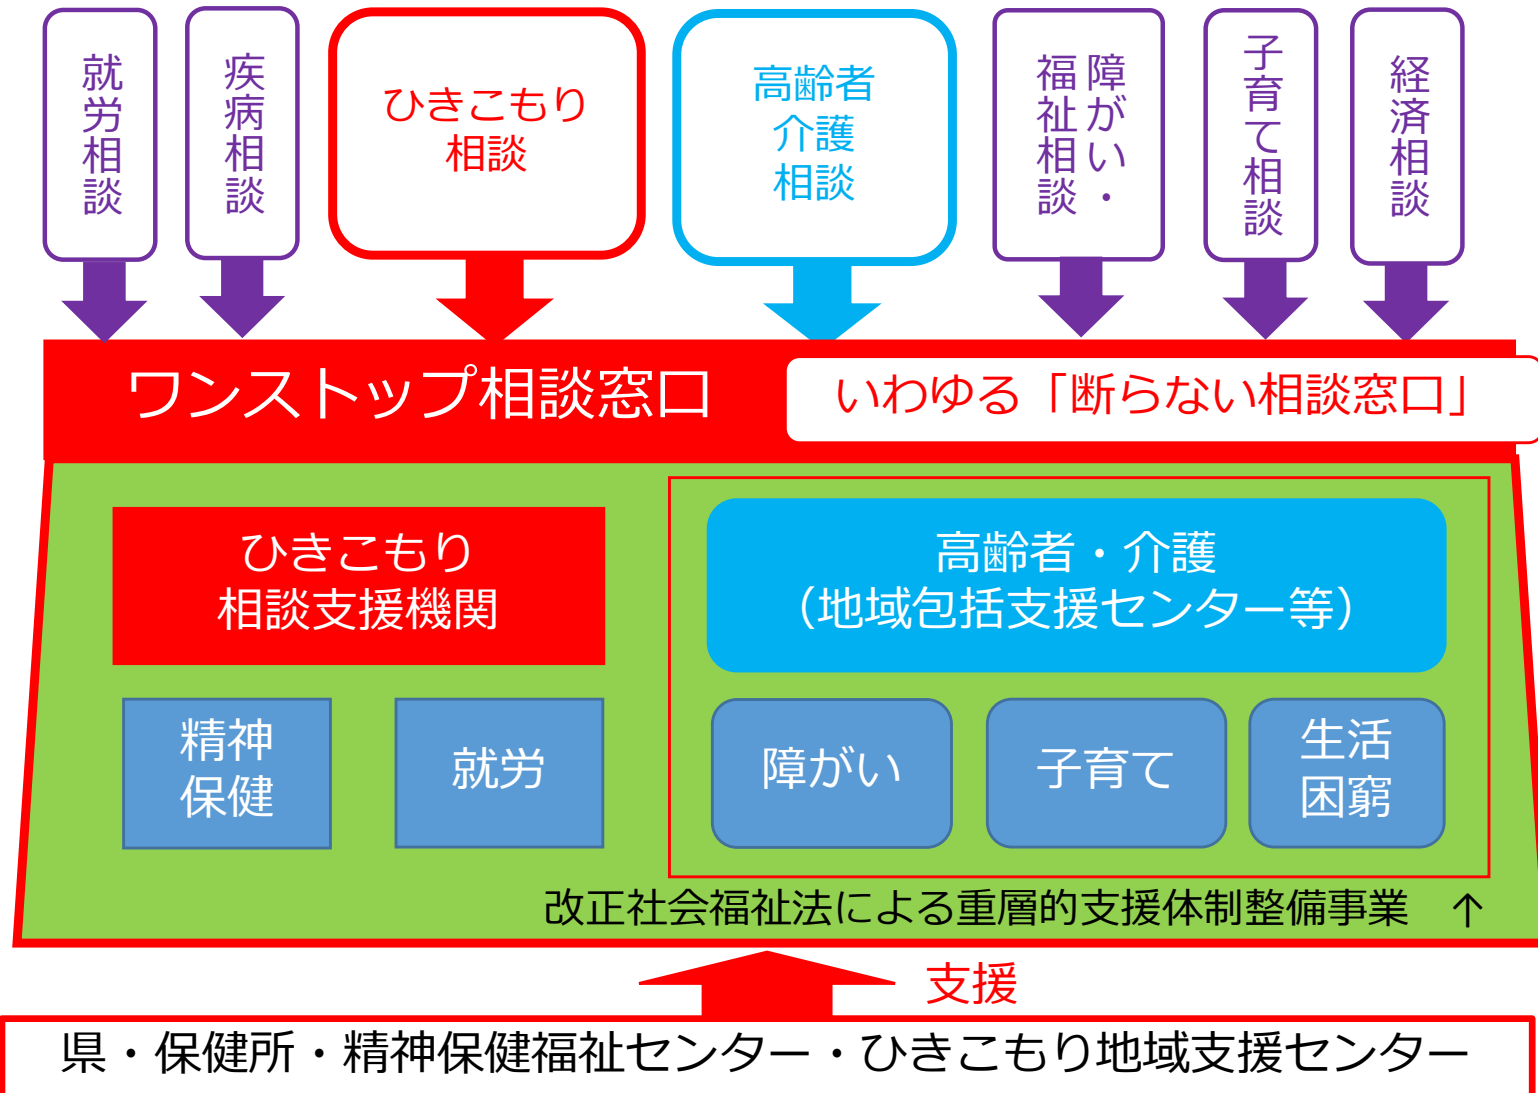 就労相談
疾病相談
ひきこもり
相談
高齢者
介護
相談
障がい・
福祉相談
子育て相談
経済相談
ワンストップ相談窓口
いわゆる「断らない相談窓口」
ひきこもり
相談支援機関
高齢者・介護
（地域包括支援センター等）
精神
保健
就労
障がい
子育て
生活
困窮
改正社会福祉法による重層的支援体制整備事業　↑
支援
県・保健所・精神保健福祉センター・ひきこもり地域支援センター